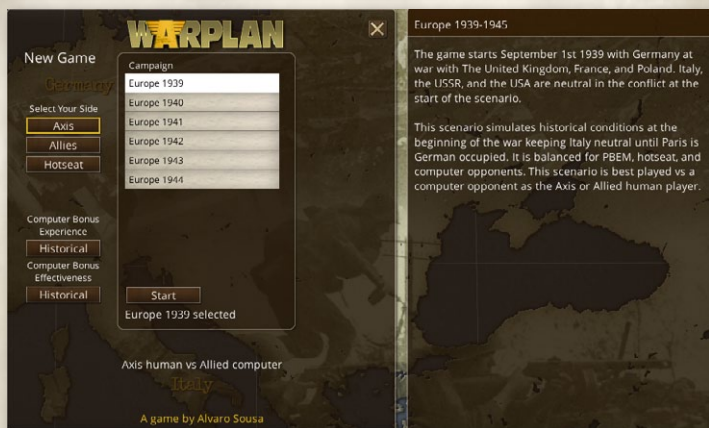 WARPLAN
New Game
Germany
Select Your Side
Axis
Allies
Hotseat
Computer Bonus
Experience
Historical
Computer Bonus
Effectiveness
Historical
Campaign
Europe 1939
Europe 1940
Europe 1941
Europe 1942
Europe 1943
Europe 1944
Start
Europe 1939 selected
Axis human vs Allied computer
Italy
A game by Alvaro Sousa
Europe 1939-1945
The game starts September 1st 1939 with Germany at
war with The United Kingdom, France, and Poland. Italy,
the USSR, and the USA are neutral in the conflict at the
start of the scenario.
This scenario simulates historical conditions at the
beginning of the war keeping Italy neutral until Paris is
German occupied. It is balanced for PBEM, hotseat, and
computer opponents. This scenario is best played vs a
computer opponent as the Axis or Allied human player.